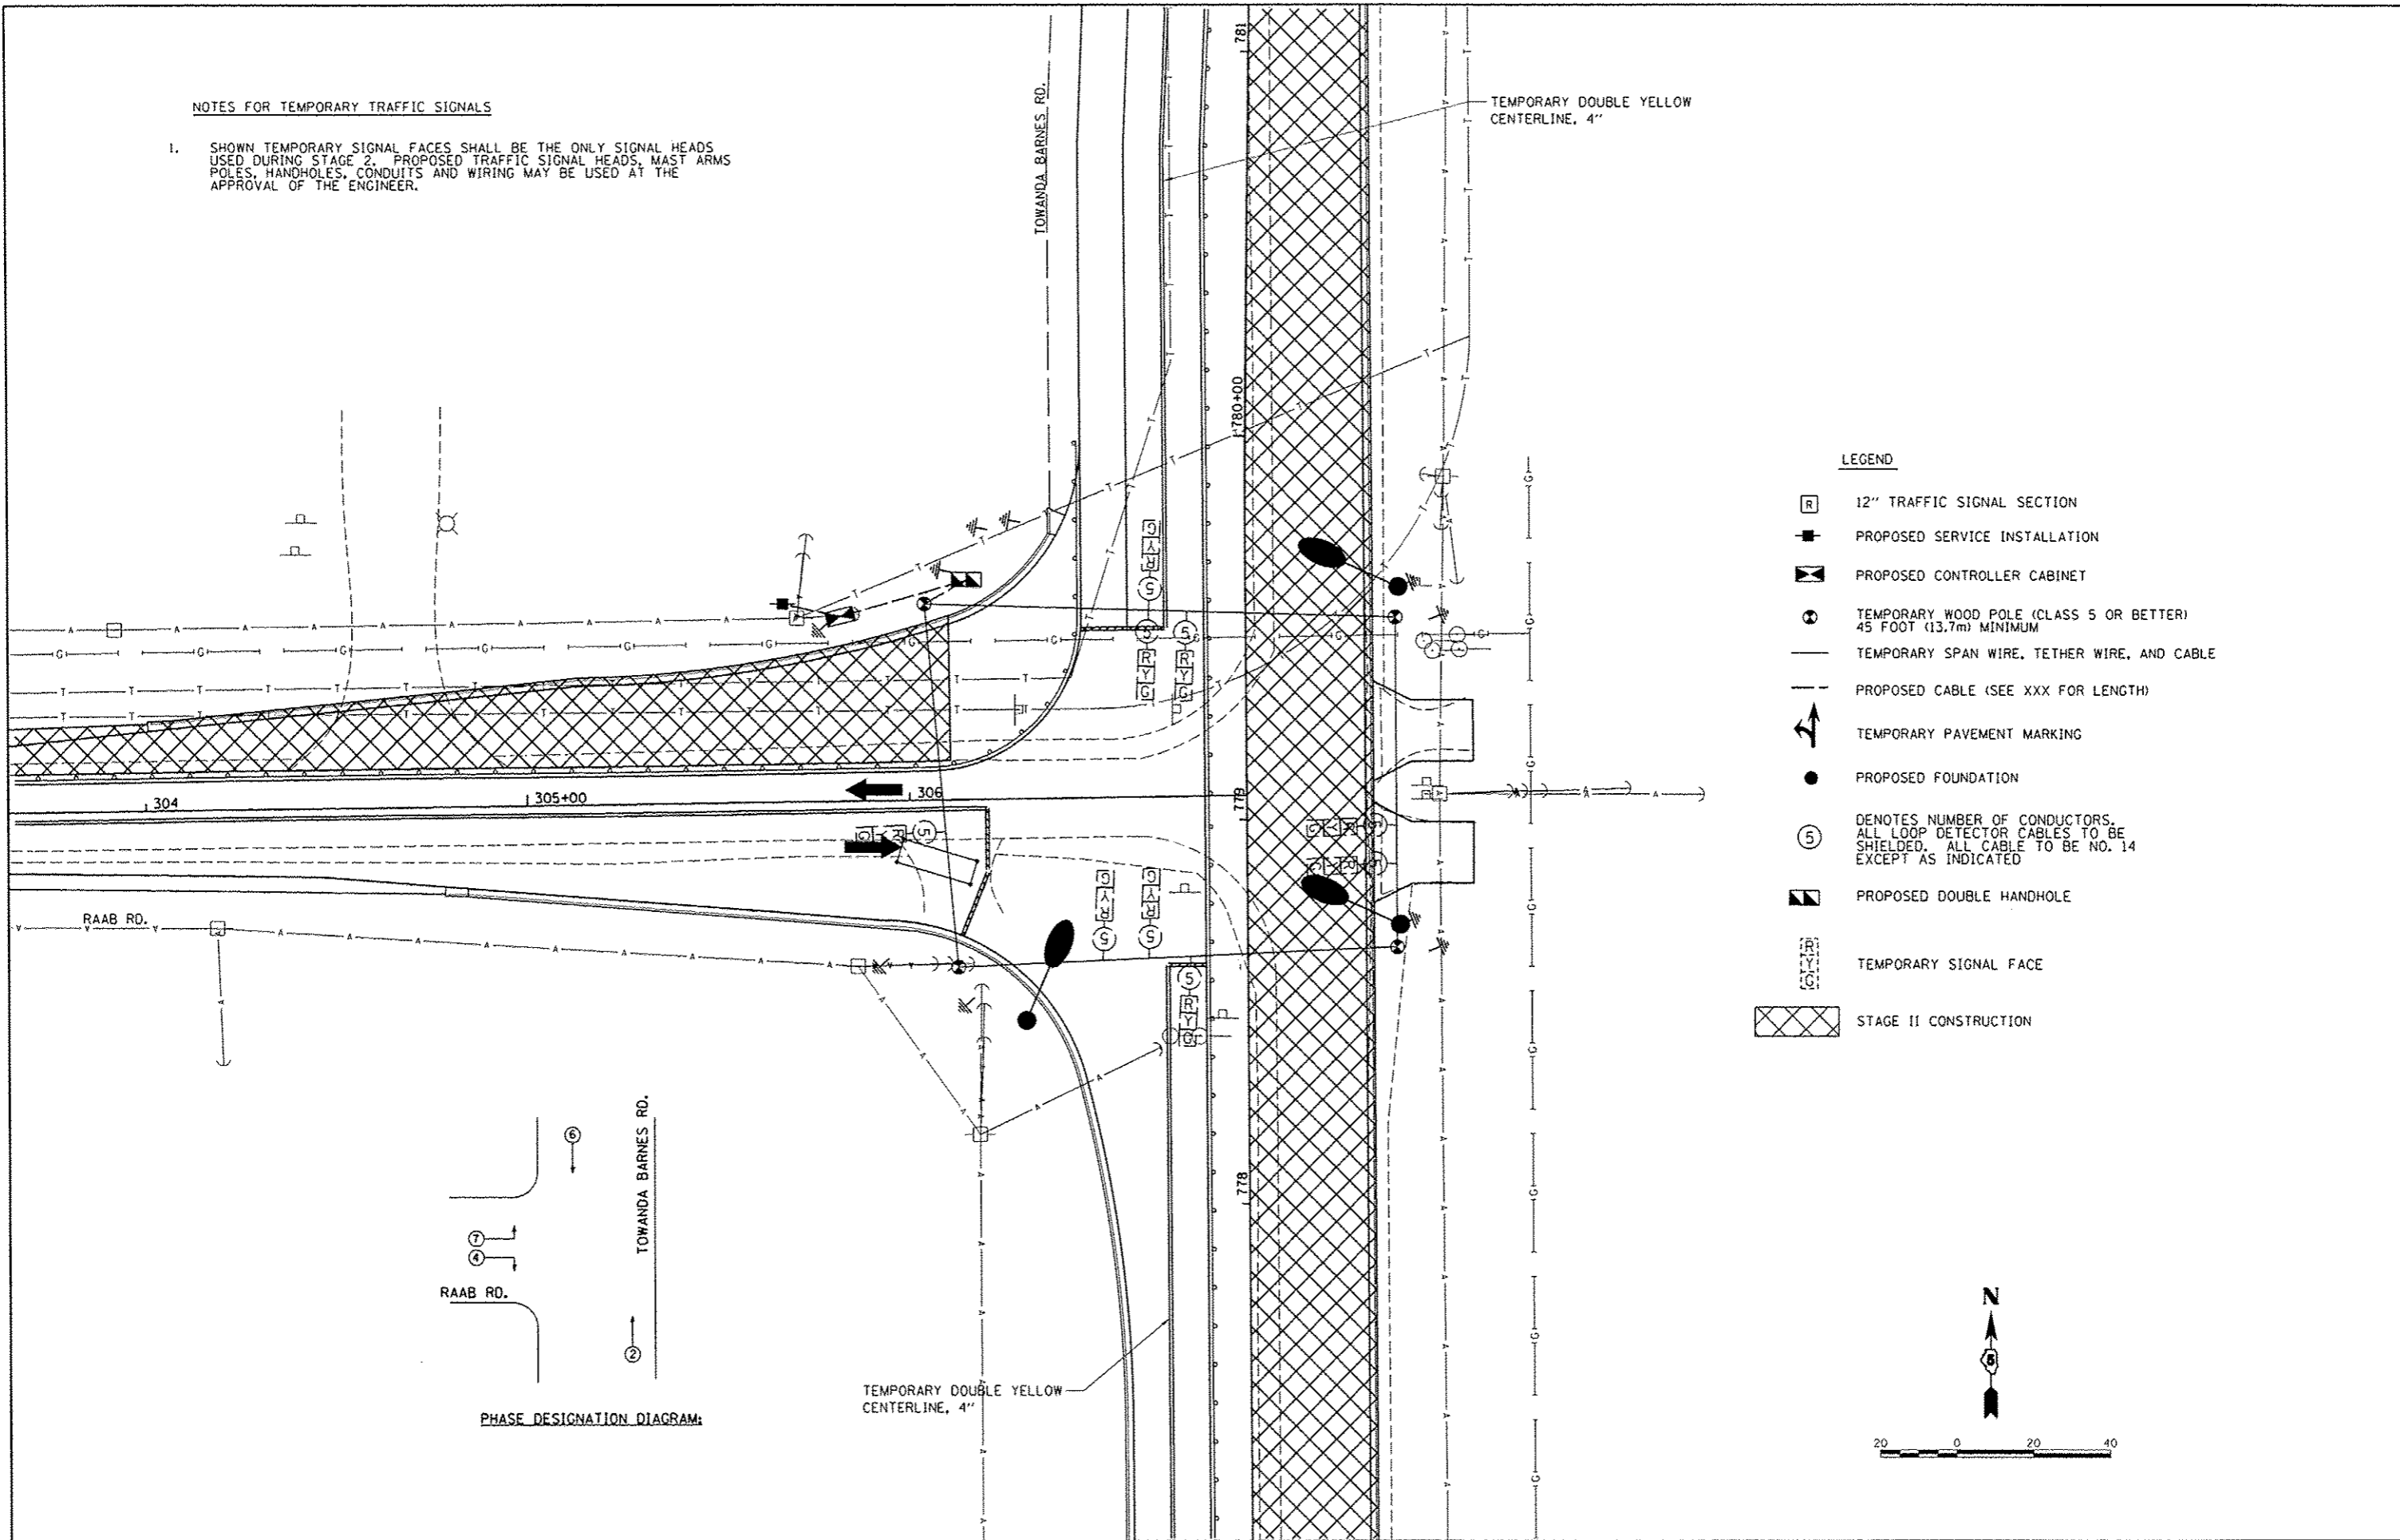 NOTES FOR TEMPORARY TRAFFIC SIGNALS
1. SHOWN TEMPORARY SIGNAL FACES SHALL BE THE ONLY SIGNAL HEADS
USED DURING STAGE 2. PROPOSED TRAFFIC SIGNAL HEADS, MAST ARMS
POLES, HANDHOLES, CONDUITS AND WIRING MAY BE USED AT THE
APPROVAL OF THE ENGINEER.
TOWANDA BARNES RD.
781
TEMPORARY DOUBLE YELLOW
CENTERLINE, 4"
780+00
779
778
304
305+00
306
RAAB RD.
TEMPORARY DOUBLE YELLOW
CENTERLINE, 4"
LEGEND
R 12" TRAFFIC SIGNAL SECTION
PROPOSED SERVICE INSTALLATION
PROPOSED CONTROLLER CABINET
TEMPORARY WOOD POLE (CLASS 5 OR BETTER)
45 FOOT (13.7m) MINIMUM
TEMPORARY SPAN WIRE, TETHER WIRE, AND CABLE
PROPOSED CABLE (SEE XXX FOR LENGTH)
TEMPORARY PAVEMENT MARKING
PROPOSED FOUNDATION
DENOTES NUMBER OF CONDUCTORS.
ALL LOOP DETECTOR CABLES TO BE
5 SHIELDED. ALL CABLE TO BE NO. 14
EXCEPT AS INDICATED
PROPOSED DOUBLE HANDHOLE
R
Y
G
TEMPORARY SIGNAL FACE
STAGE II CONSTRUCTION
6
7
4
2
RAAB RD.
TOWANDA BARNES RD.
PHASE DESIGNATION DIAGRAM:
N
5
20 0 20 40